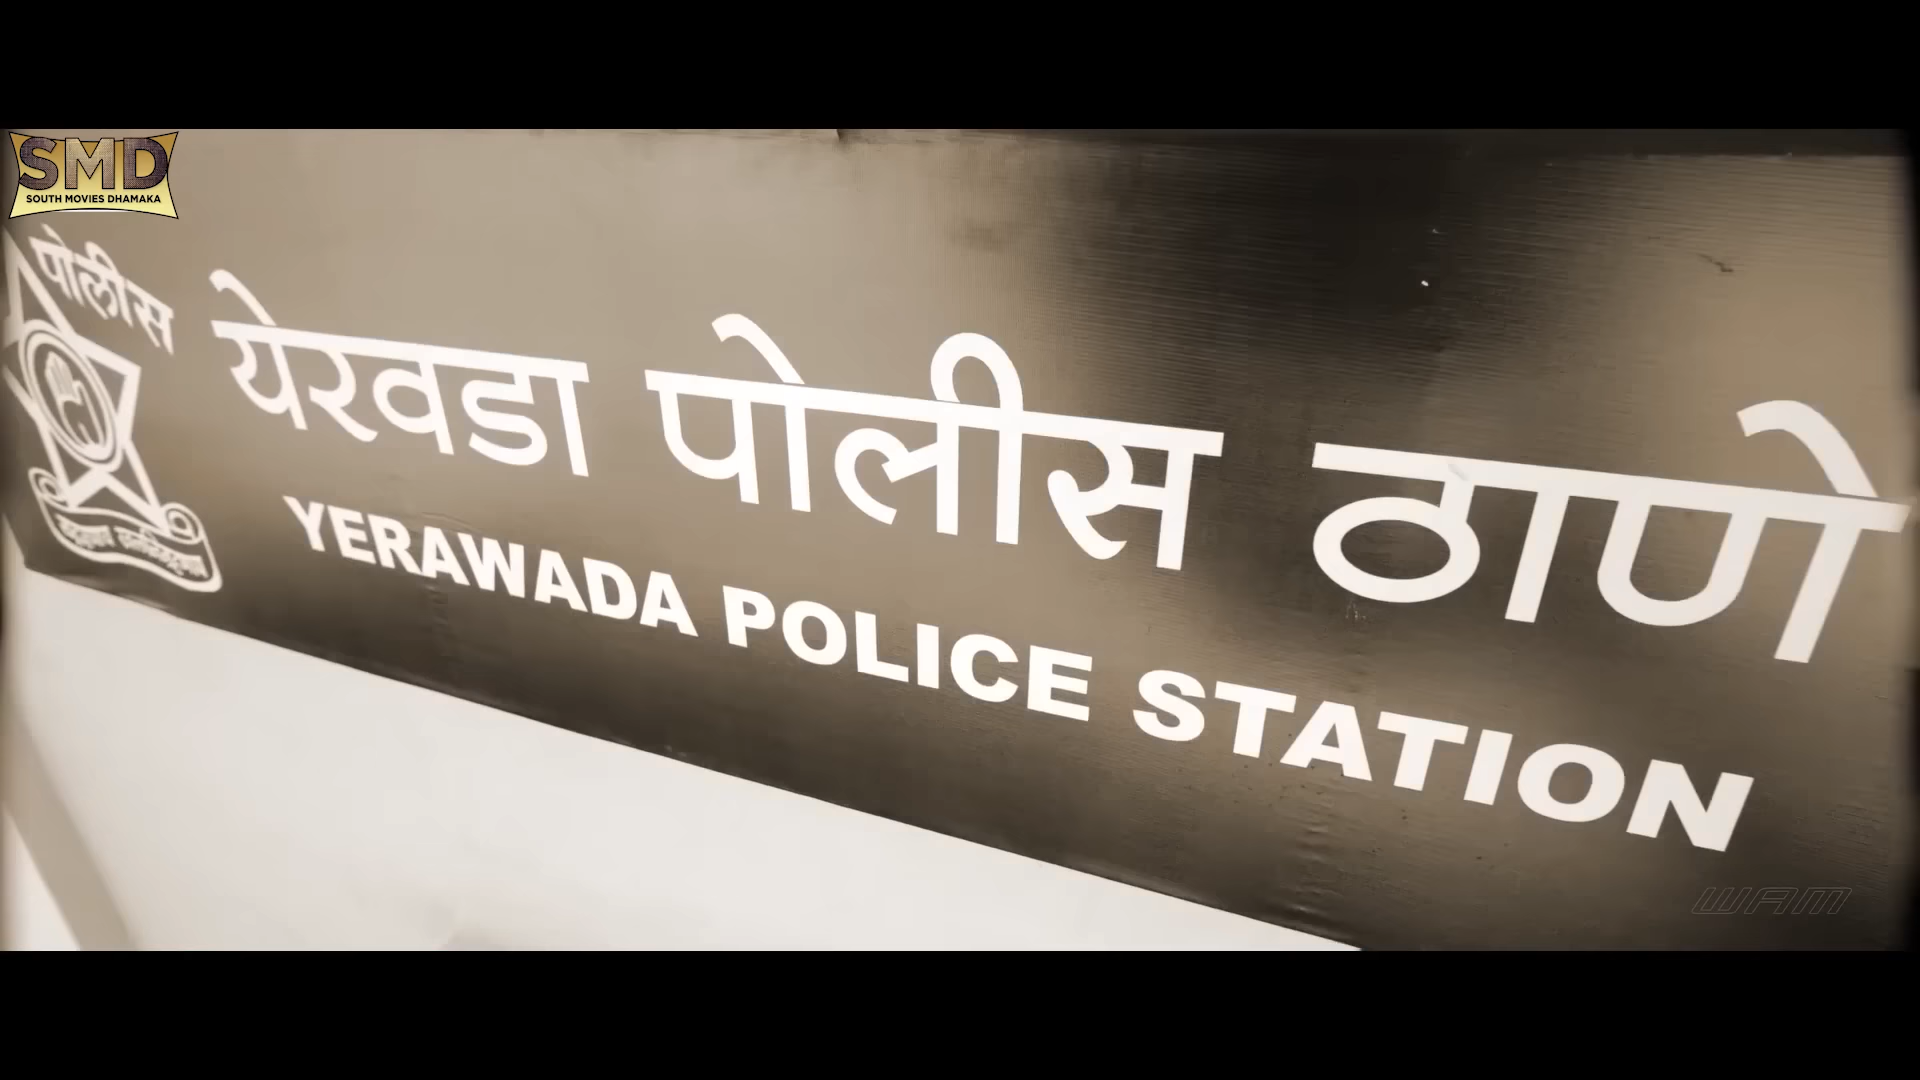 SMD
SOUTH MOVIES DHAMAKA
पोलीस
येरवडा पोलीस ठाणे
YERAWADA POLICE STATION
WAM